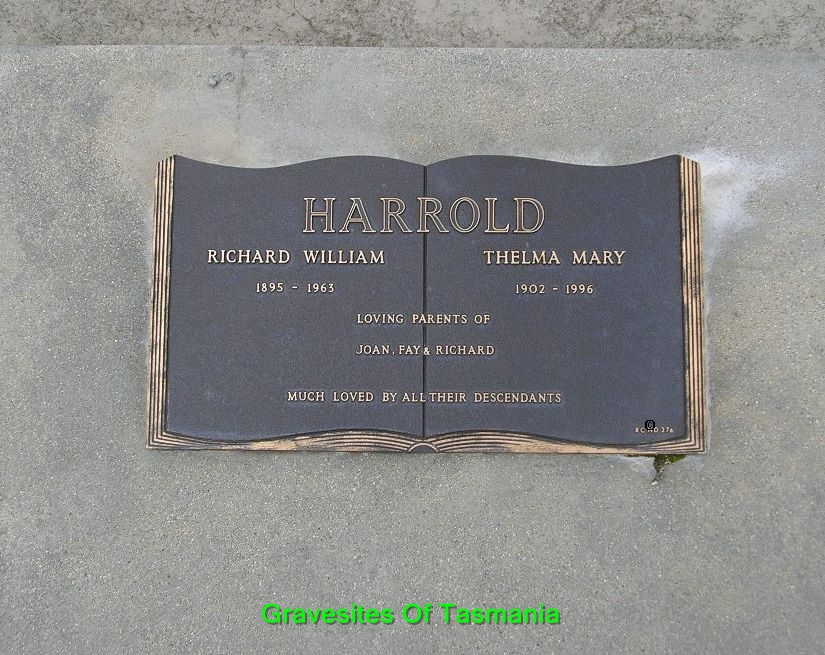 HARROLD
RICHARD WILLIAM THELMA MARY
1895 - 1963 1902 - 1996
LOVING PARENTS OF
JOAN, FAY & RICHARD
MUCH LOVED BY ALL THEIR DESCENDANTS
276
Gravesites Of Tasmania